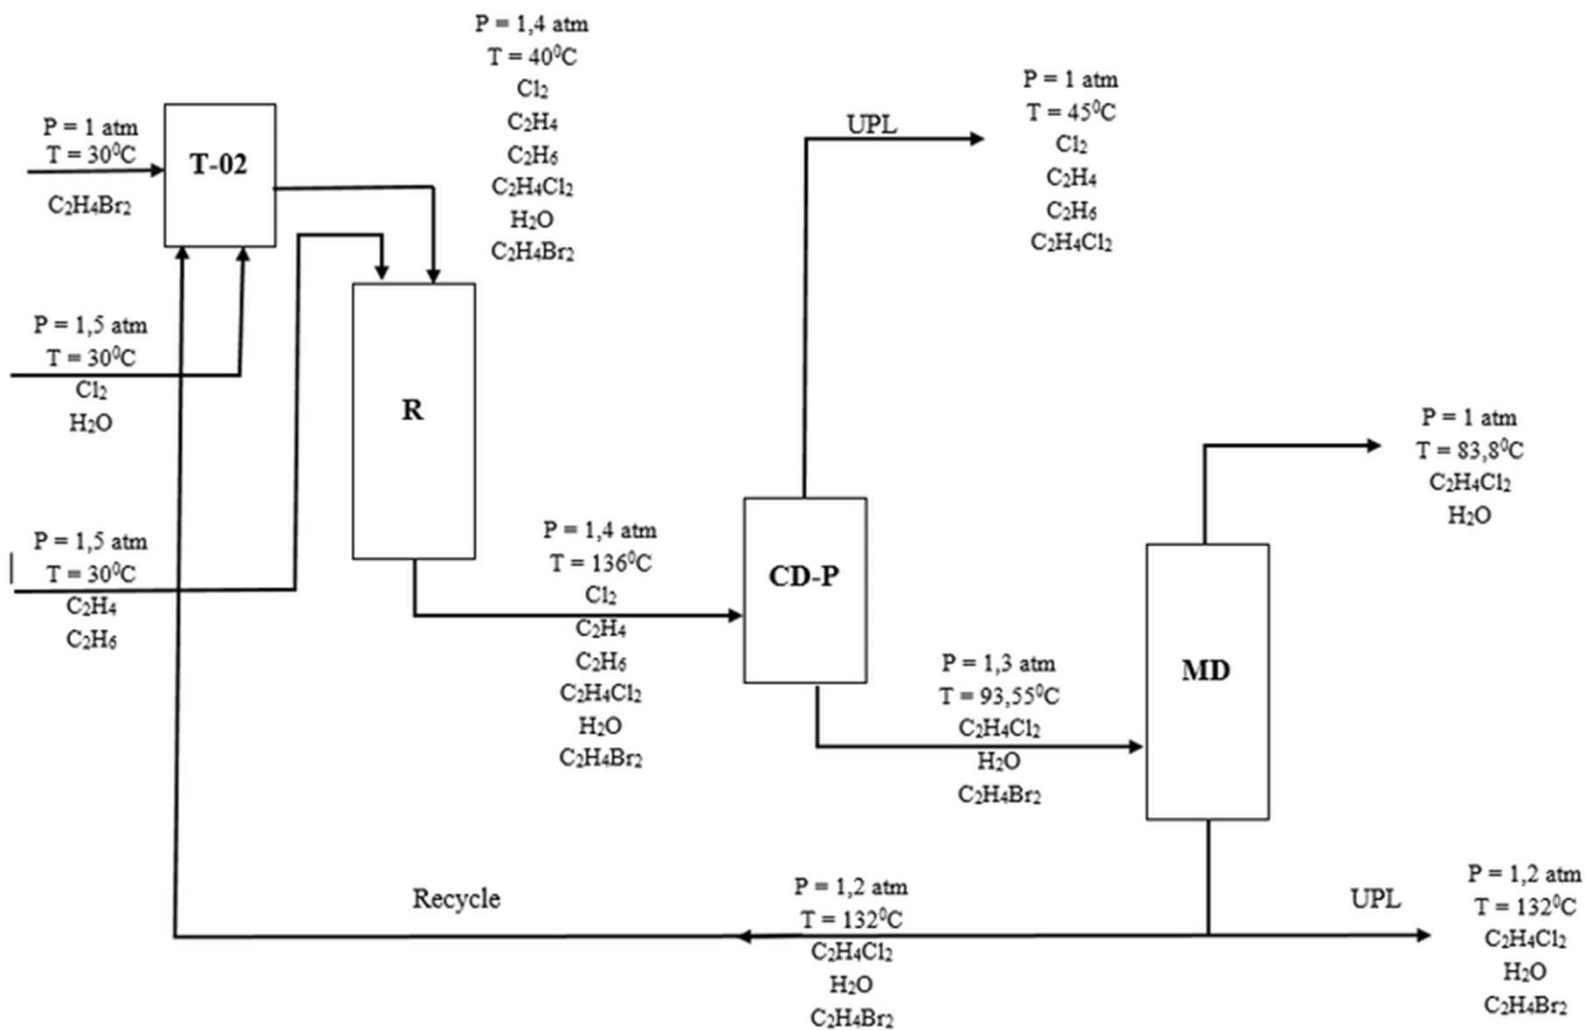 P = 1,4 atm
T = 40⁰C
Cl₂
C₂H₄
C₂H₆
C₂H₄Cl₂
H₂O
C₂H₄Br₂
P = 1 atm
T = 30⁰C
C₂H₄Br₂
T-02
P = 1,5 atm
T = 30⁰C
Cl₂
H₂O
R
P = 1,5 atm
T = 30⁰C
C₂H₄
C₂H₆
P = 1,4 atm
T = 136⁰C
Cl₂
C₂H₄
C₂H₆
C₂H₄Cl₂
H₂O
C₂H₄Br₂
UPL
P = 1 atm
T = 45⁰C
Cl₂
C₂H₄
C₂H₆
C₂H₄Cl₂
CD-P
P = 1,3 atm
T = 93,55⁰C
C₂H₄Cl₂
H₂O
C₂H₄Br₂
P = 1 atm
T = 83,8⁰C
C₂H₄Cl₂
H₂O
MD
Recycle
P = 1,2 atm
T = 132⁰C
C₂H₄Cl₂
H₂O
C₂H₄Br₂
UPL
P = 1,2 atm
T = 132⁰C
C₂H₄Cl₂
H₂O
C₂H₄Br₂